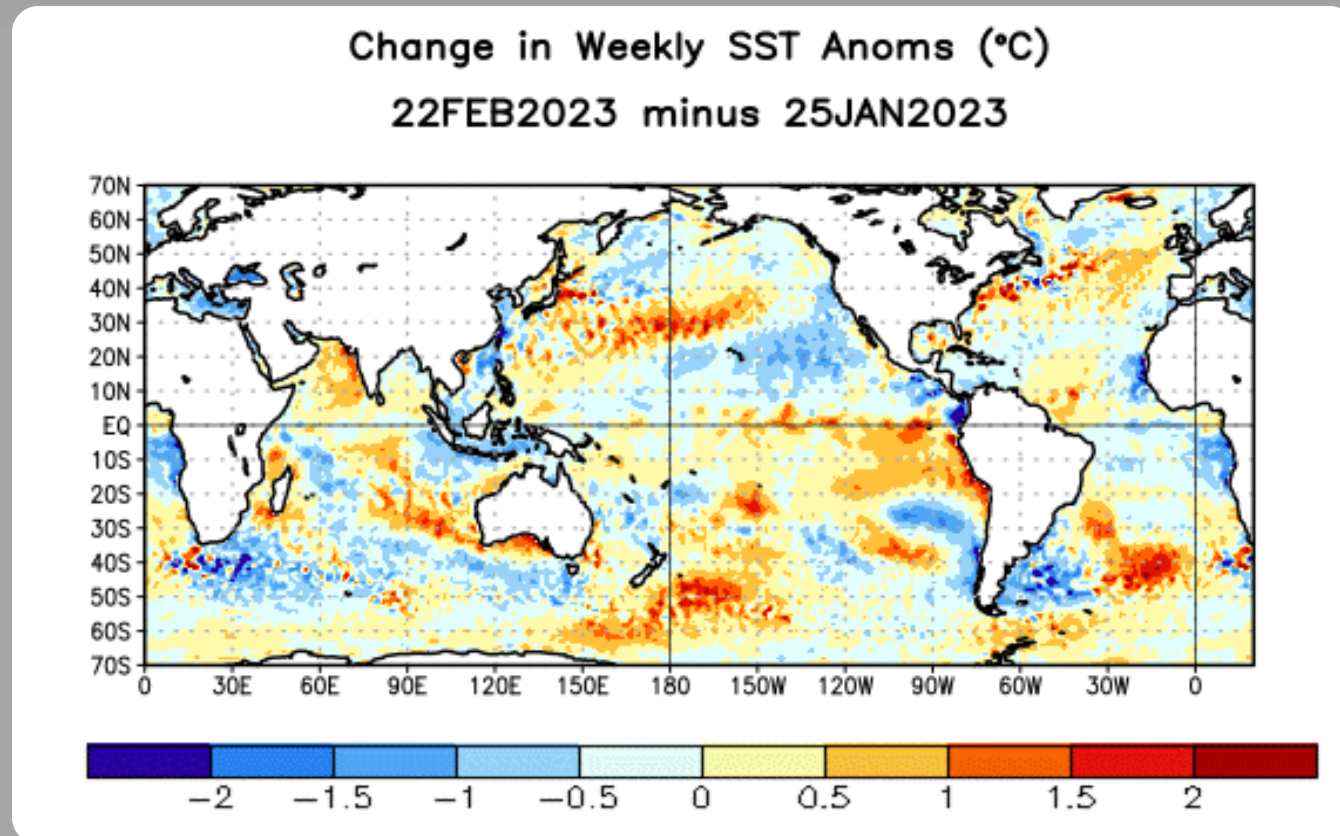 Change in Weekly SST Anoms (°C)
22FEB2023 minus 25JAN2023
70N
60N
50N
40N
30N
20N
10N
EQ
10S
20S
30S
40S
50S
60S
70S
0 30E 60E 90E 120E 150E 180 150W 120W 90W 60W 30W 0
−2 −1.5 −1 −0.5 0 0.5 1 1.5 2